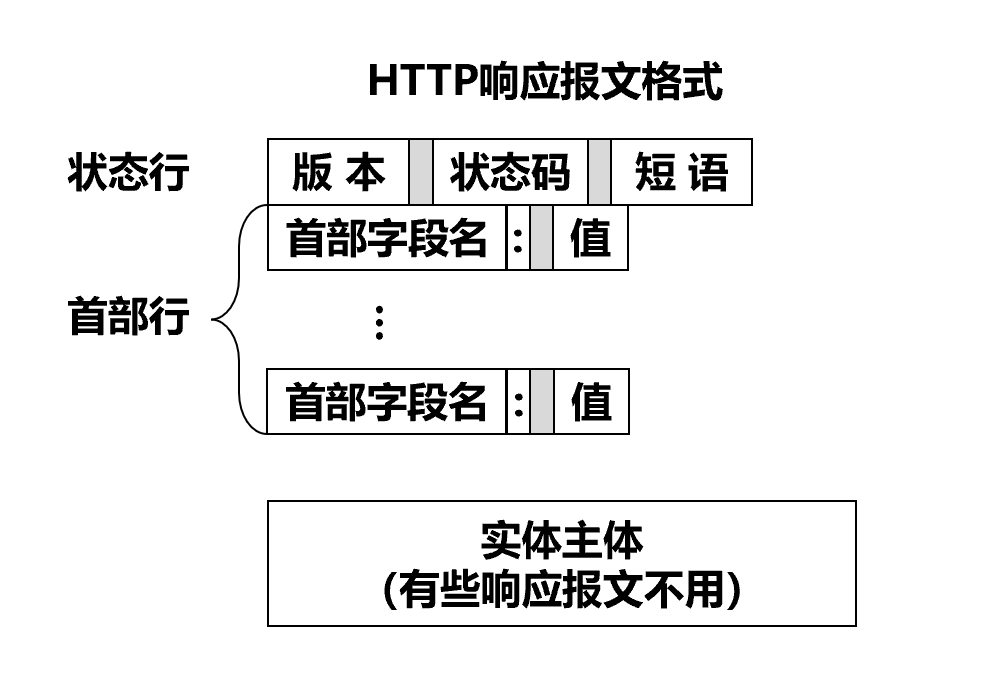 HTTP响应报文格式
状态行 版本 状态码 短语
首部字段名 : 值
首部行 ⋮
首部字段名 : 值
实体主体
（有些响应报文不用）